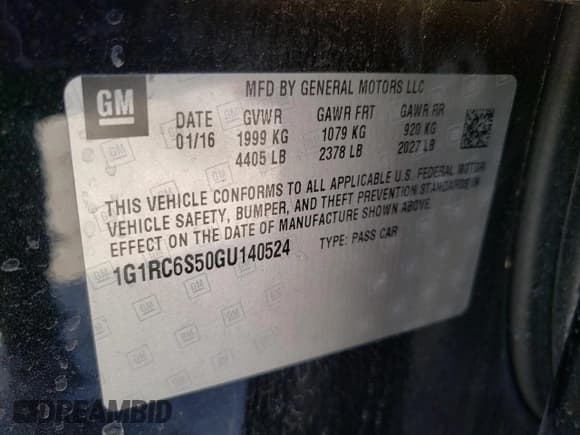 GM
MFD BY GENERAL MOTORS LLC
DATE GVWR GAWR FRT GAWR RR
01/16 1999 KG 1079 KG 920 KG
4405 LB 2378 LB 2027 LB
THIS VEHICLE CONFORMS TO ALL APPLICABLE U.S. FEDERAL MOTOR
VEHICLE SAFETY, BUMPER, AND THEFT PREVENTION STANDARDS IN
EFFECT ON THE DATE OF MANUFACTURE SHOWN ABOVE.
1G1RC6S50GU140524 TYPE: PASS CAR
DREAMBID